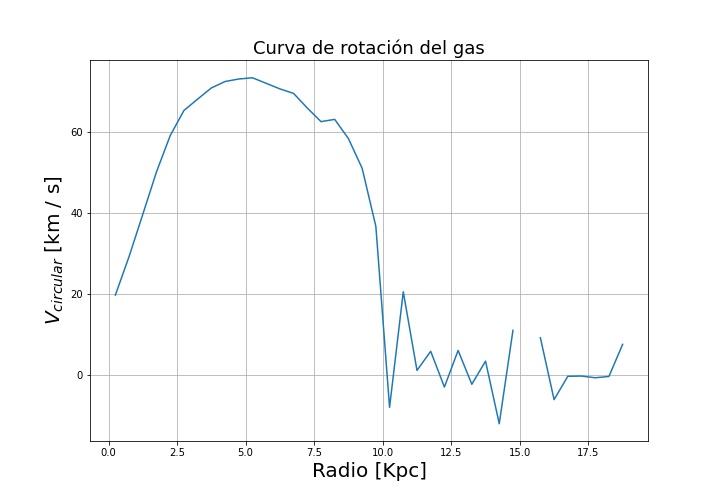 Curva de rotación del gas
60
40
20
0
V_circular [km / s]
0.0 2.5 5.0 7.5 10.0 12.5 15.0 17.5
Radio [Kpc]